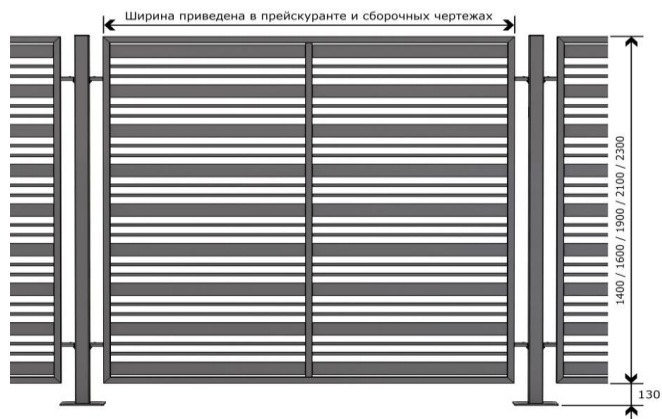 Ширина приведена в прейскуранте и сборочных чертежах
1400 / 1600 / 1900 / 2100 / 2300
130